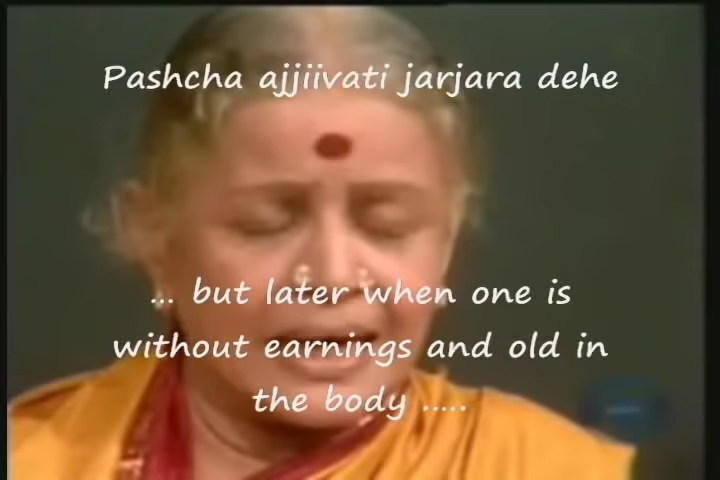 Pashcha ajjiivati jarjara dehe
... but later when one is
without earnings and old in
the body .....